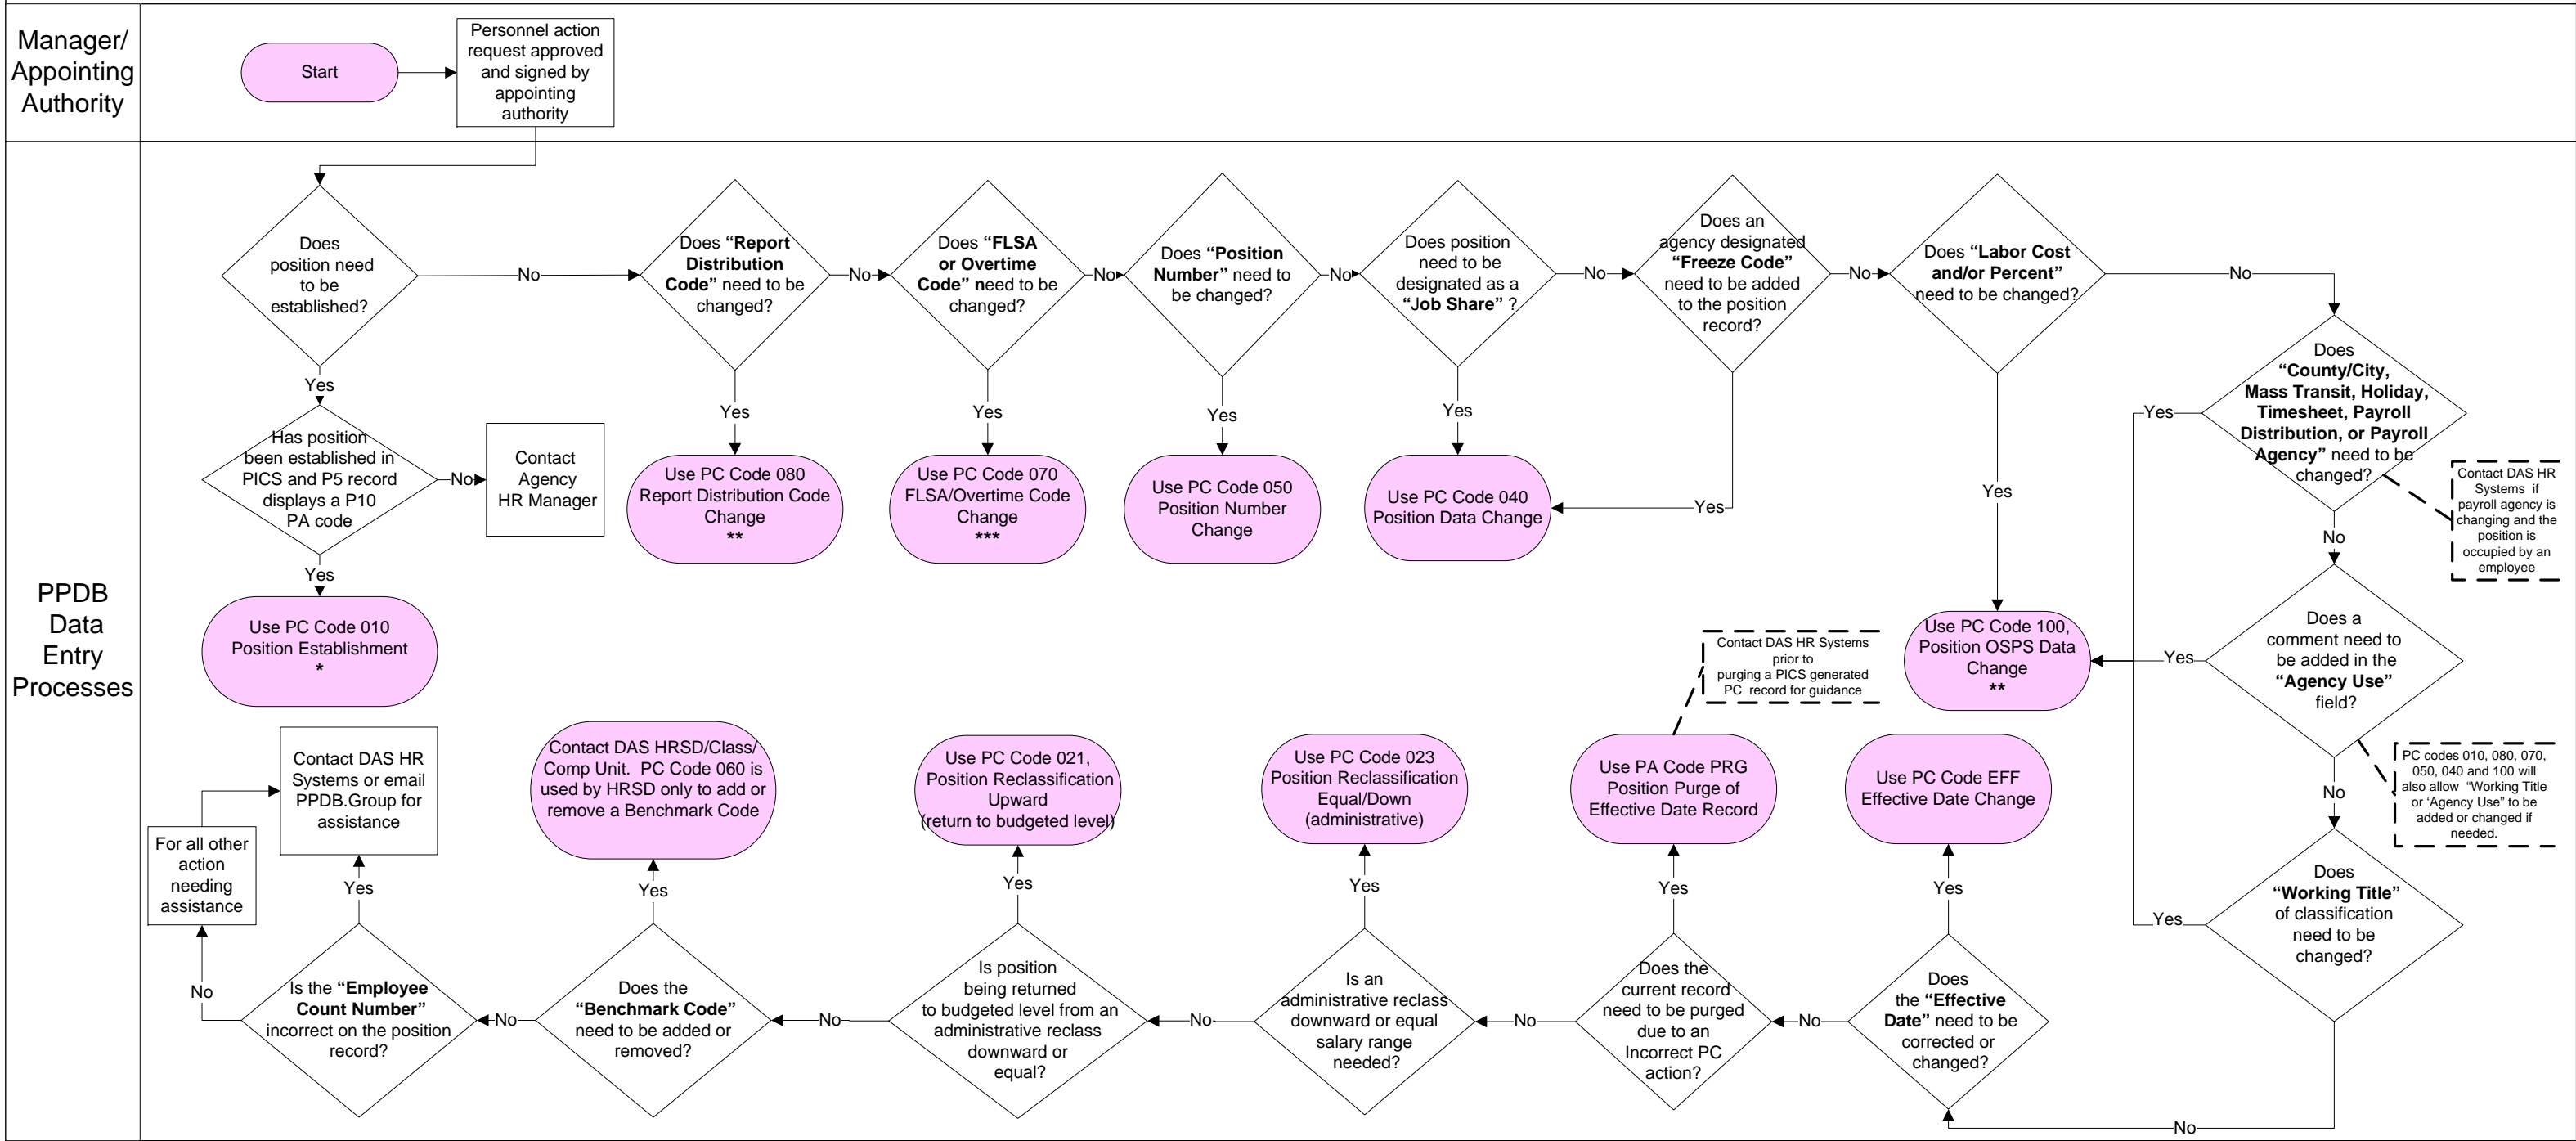 Manager/
Appointing
Authority
Start
Personnel action
request approved
and signed by
appointing
authority
PPDB
Data
Entry
Processes
Does
position need
to be
established?
No
Does “Report
Distribution
Code” need to be
changed?
No
Does “FLSA
or Overtime
Code” need to be
changed?
No
Does “Position
Number” need to
be changed?
No
Does position
need to be
designated as a
“Job Share” ?
No
Does an
agency designated
“Freeze Code”
need to be added
to the position
record?
No
Does “Labor Cost
and/or Percent”
need to be changed?
No
Yes
Has position
been established in
PICS and P5 record
displays a P10
PA code
No
Contact
Agency
HR Manager
Yes
Use PC Code 010
Position Establishment
*
Yes
Use PC Code 080
Report Distribution Code
Change
**
Yes
Use PC Code 070
FLSA/Overtime Code
Change
***
Yes
Use PC Code 050
Position Number
Change
Yes
Use PC Code 040
Position Data Change
Yes
Yes
Use PC Code 100,
Position OSPS Data
Change
**
Does
“County/City,
Mass Transit, Holiday,
Timesheet, Payroll
Distribution, or Payroll
Agency” need to be
changed?
Yes
Contact DAS HR
Systems if
payroll agency is
changing and the
position is
occupied by an
employee
No
Does a
comment need to
be added in the
“Agency Use”
field?
Yes
PC codes 010, 080, 070,
050, 040 and 100 will
also allow “Working Title
or ‘Agency Use” to be
added or changed if
needed.
No
Does
“Working Title”
of classification
need to be
changed?
Yes
No
Does
the “Effective
Date” need to be
corrected or
changed?
Yes
Use PC Code EFF
Effective Date Change
No
Does the
current record
need to be purged
due to an
Incorrect PC
action?
Yes
Use PA Code PRG
Position Purge of
Effective Date Record
Contact DAS HR Systems
prior to
purging a PICS generated
PC record for guidance
No
Is an
administrative reclass
downward or equal
salary range
needed?
Yes
Use PC Code 023
Position Reclassification
Equal/Down
(administrative)
No
Is position
being returned
to budgeted level from an
administrative reclass
downward or
equal?
Yes
Use PC Code 021,
Position Reclassification
Upward
(return to budgeted level)
No
Does the
“Benchmark Code”
need to be added or
removed?
Yes
Contact DAS HRSD/Class/
Comp Unit. PC Code 060 is
used by HRSD only to add or
remove a Benchmark Code
No
Is the “Employee
Count Number”
incorrect on the position
record?
Yes
Contact DAS HR
Systems or email
PPDB.Group for
assistance
No
For all other
action
needing
assistance